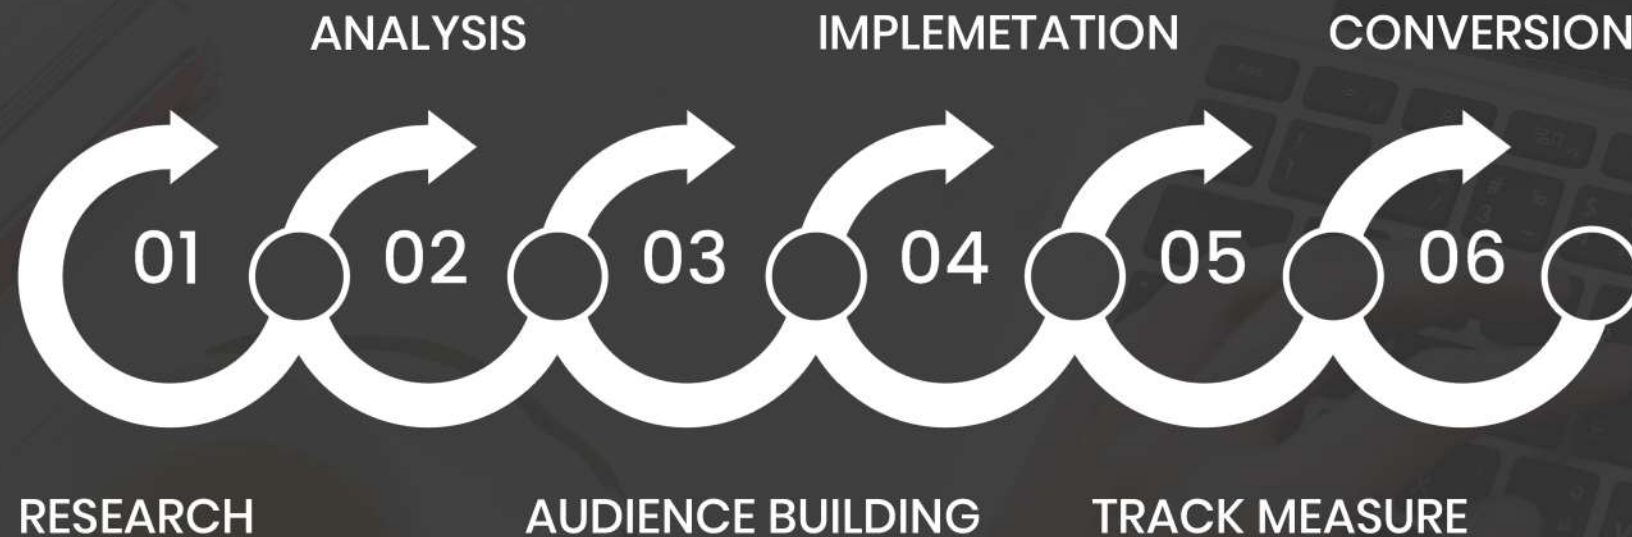 ANALYSIS
IMPLEMETATION
CONVERSION
01
02
03
04
05
06
RESEARCH
AUDIENCE BUILDING
TRACK MEASURE